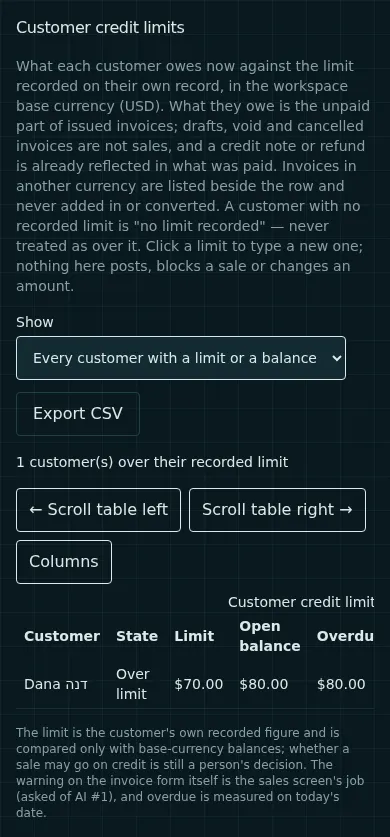 Customer credit limits
What each customer owes now against the limit
recorded on their own record, in the workspace
base currency (USD). What they owe is the unpaid
part of issued invoices; drafts, void and cancelled
invoices are not sales, and a credit note or refund
is already reflected in what was paid. Invoices in
another currency are listed beside the row and
never added in or converted. A customer with no
recorded limit is "no limit recorded" — never
treated as over it. Click a limit to type a new one;
nothing here posts, blocks a sale or changes an
amount.
Show
Every customer with a limit or a balance
Export CSV
1 customer(s) over their recorded limit
← Scroll table left Scroll table right →
Columns
Customer credit limit
Customer State Limit Open balance Overdu
Dana דנה Over limit $70.00 $80.00 $80.00
The limit is the customer's own recorded figure and is
compared only with base-currency balances; whether a
sale may go on credit is still a person's decision. The
warning on the invoice form itself is the sales screen's job
(asked of AI #1), and overdue is measured on today's
date.